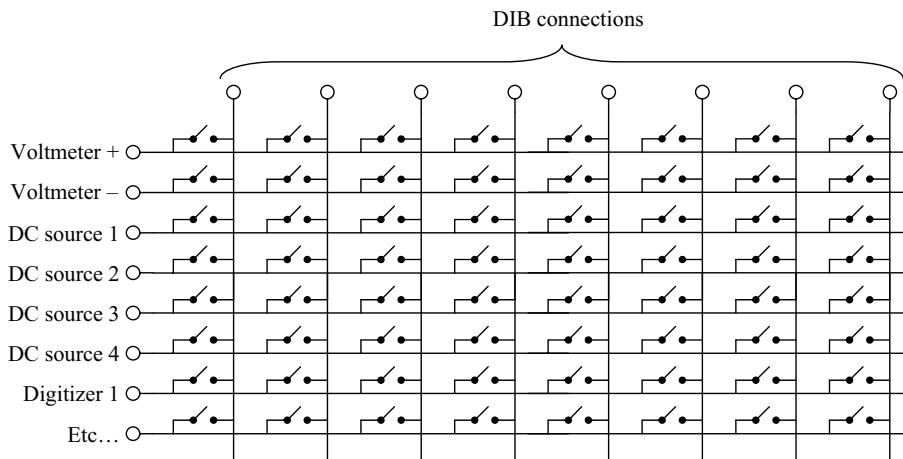 DIB connections
Voltmeter +
Voltmeter –
DC source 1
DC source 2
DC source 3
DC source 4
Digitizer 1
Etc…